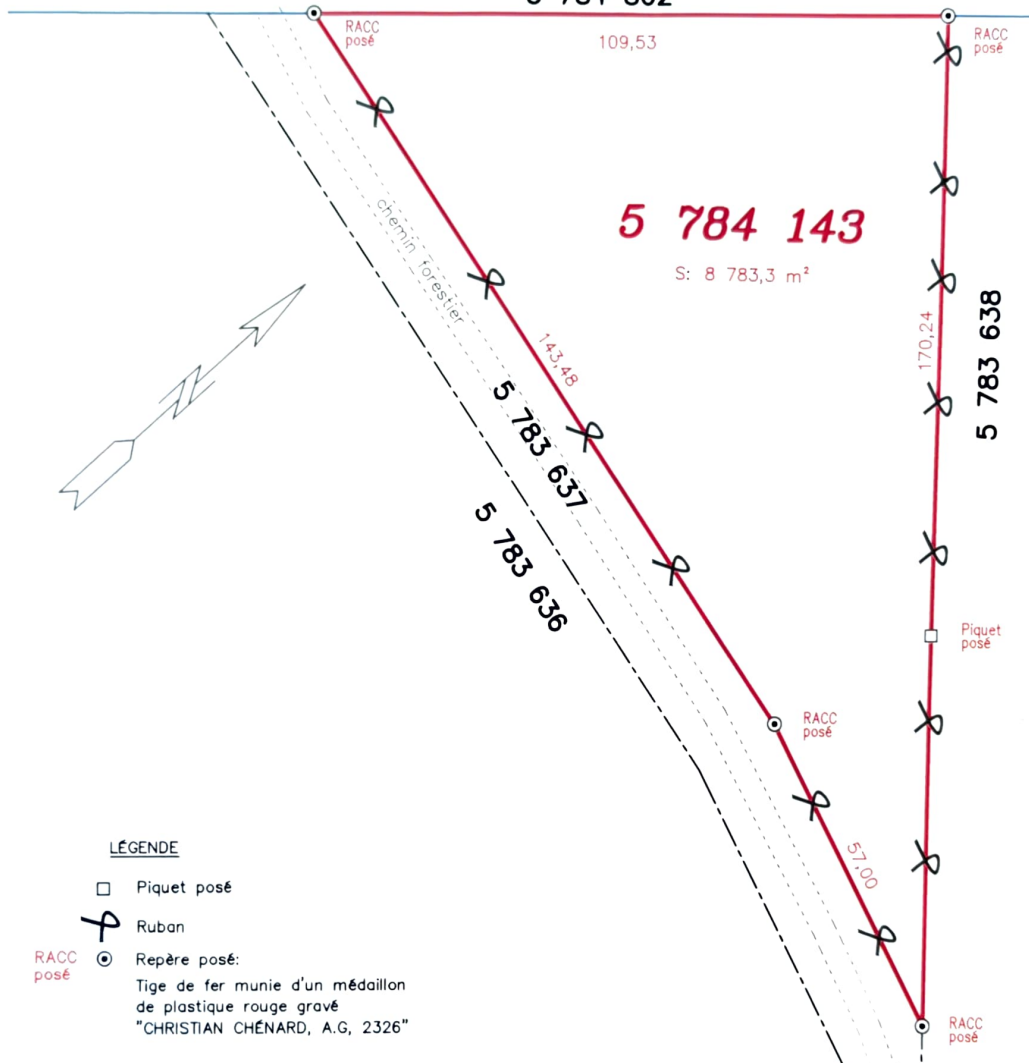 RACC
posé
109,53
RACC
posé
5 784 143
S: 8 783,3 m²
chemin forestier
143,48
170,24
5 783 638
5 783 637
5 783 636
Piquet
posé
RACC
posé
57,00
LÉGENDE
Piquet posé
Ruban
RACC
posé
Repère posé:
Tige de fer munie d'un médaillon
de plastique rouge gravé
"CHRISTIAN CHÉNARD, A.G, 2326"
RACC
posé